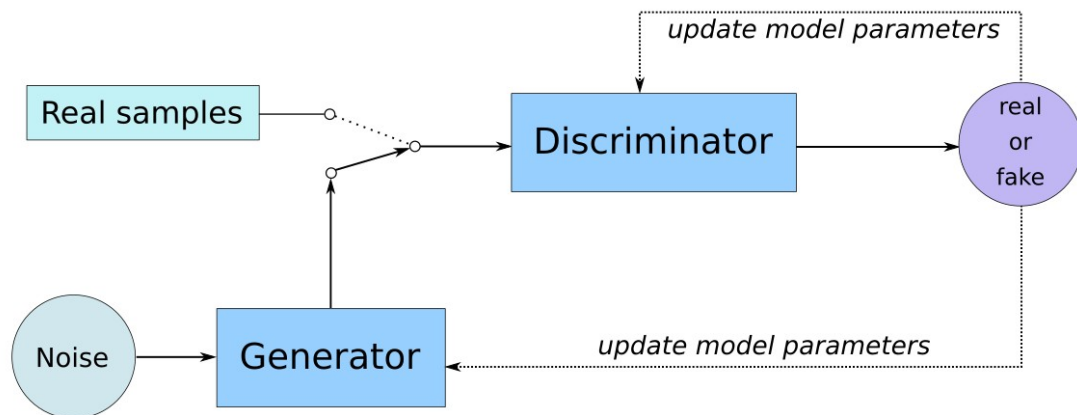 update model parameters
Real samples
Discriminator
real
or
fake
Noise
Generator
update model parameters